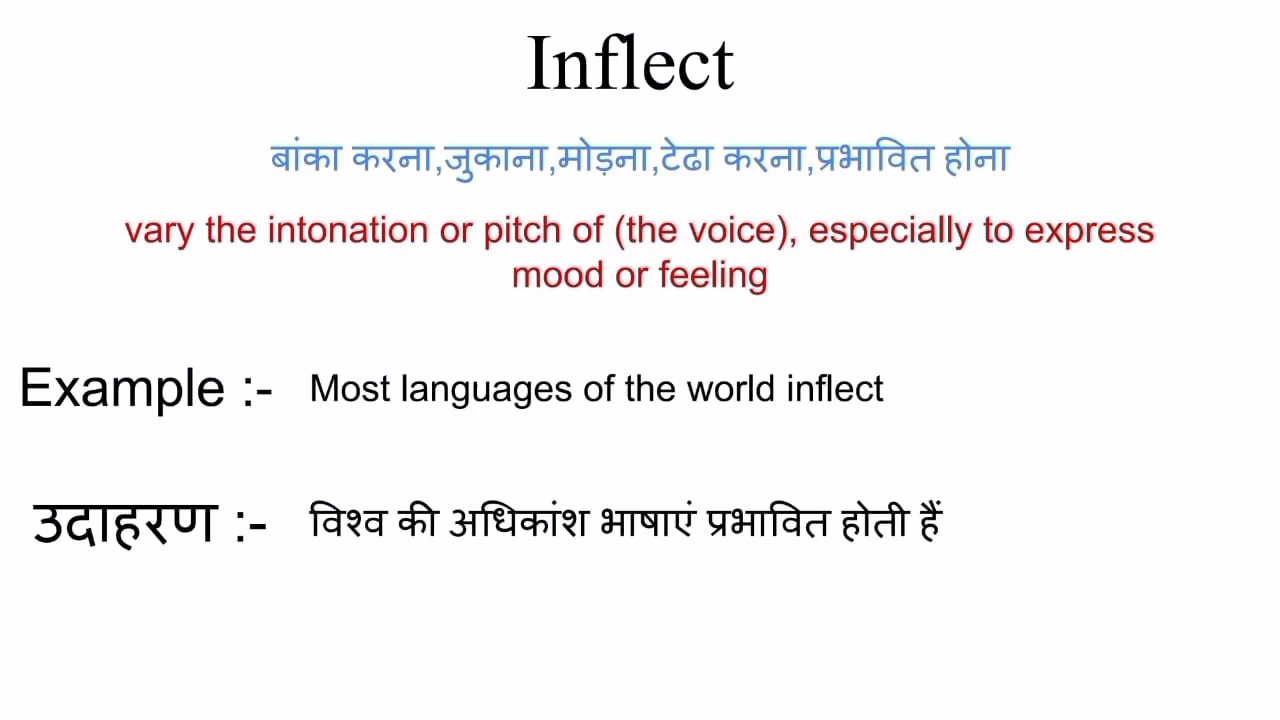 Inflect
बांका करना,जुकाना,मोड़ना,टेढा करना,प्रभावित होना
vary the intonation or pitch of (the voice), especially to express
mood or feeling
Example :- Most languages of the world inflect
उदाहरण :- विश्व की अधिकांश भाषाएं प्रभावित होती हैं